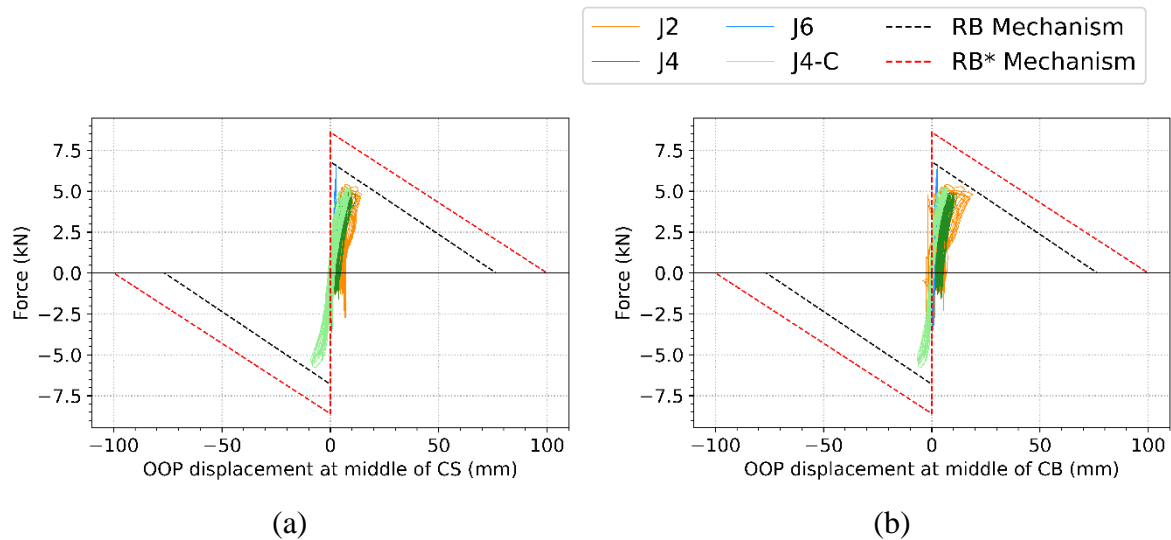 J2
J6
RB Mechanism
J4
J4-C
RB* Mechanism
7.5
5.0
2.5
0.0
−2.5
−5.0
−7.5
Force (kN)
−100
−50
0
50
100
OOP displacement at middle of CS (mm)
(a)
7.5
5.0
2.5
0.0
−2.5
−5.0
−7.5
Force (kN)
−100
−50
0
50
100
OOP displacement at middle of CB (mm)
(b)